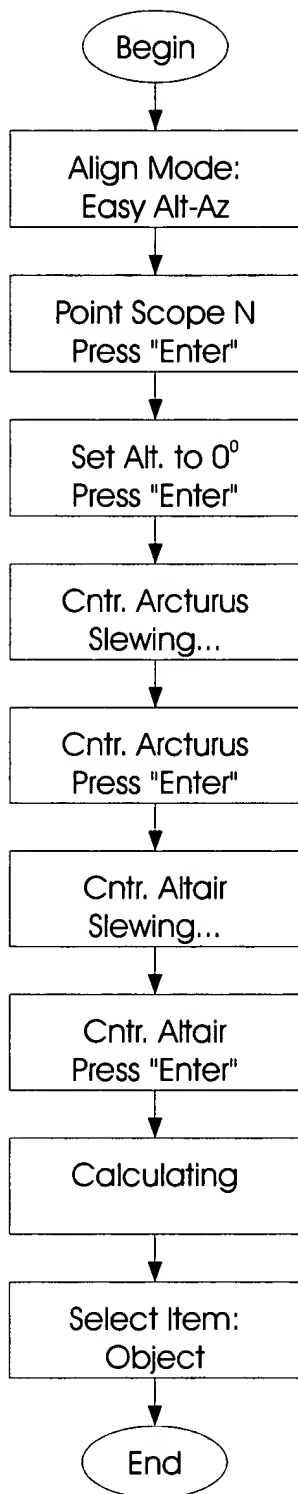 Begin
Align Mode:
Easy Alt-Az
Point Scope N
Press "Enter"
Set Alt. to 0⁰
Press "Enter"
Cntr. Arcturus
Slewing...
Cntr. Arcturus
Press "Enter"
Cntr. Altair
Slewing...
Cntr. Altair
Press "Enter"
Calculating
Select Item:
Object
End